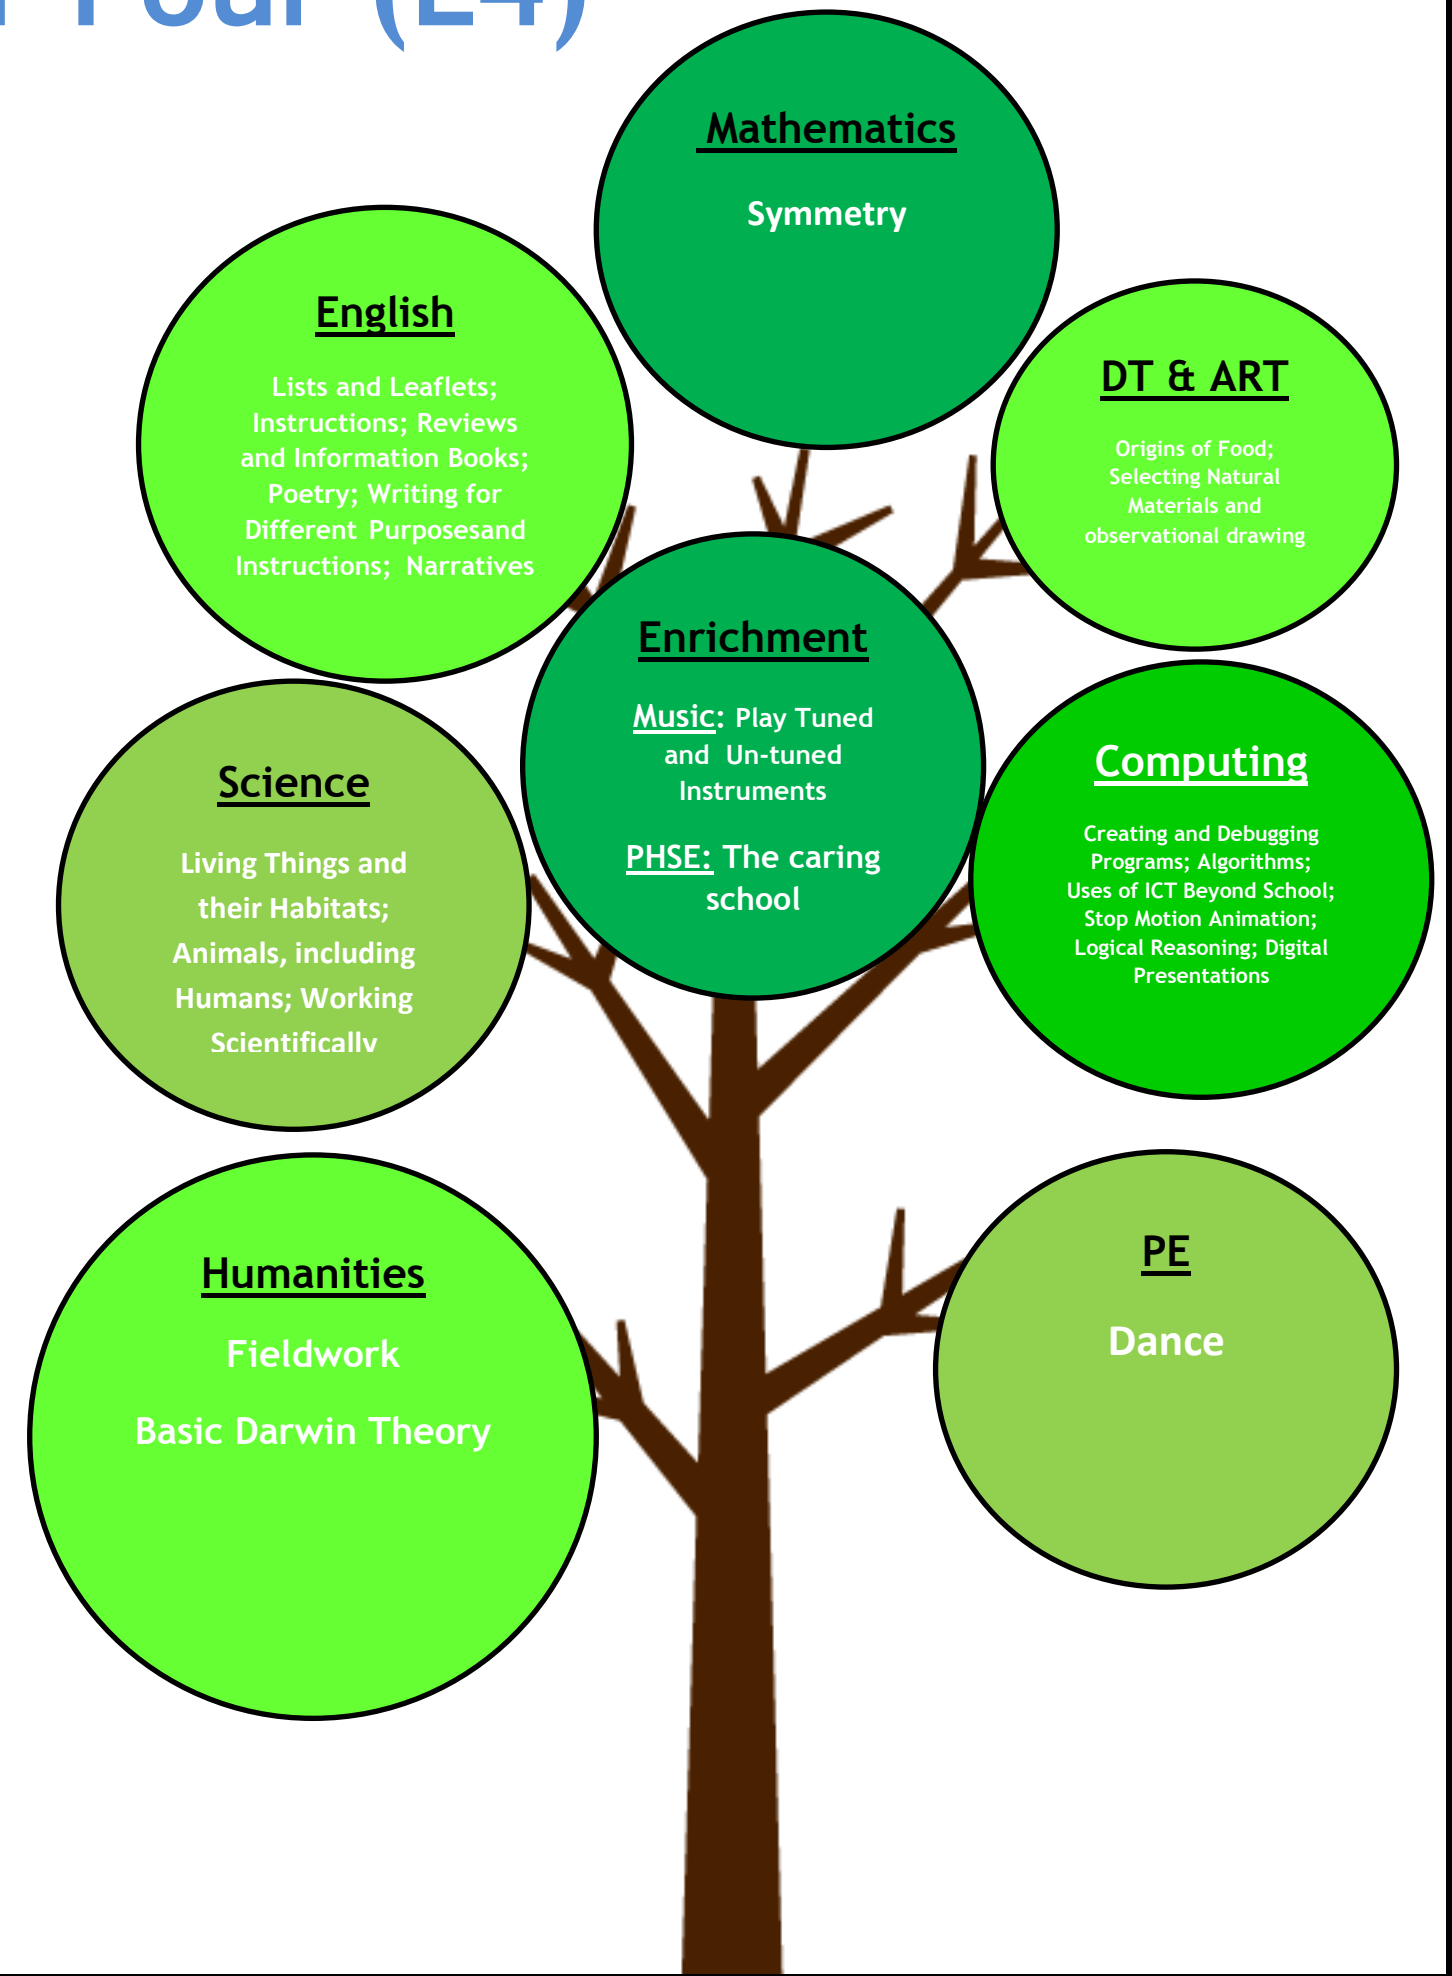 Four (E4)
Mathematics
Symmetry
English
Lists and Leaflets;
Instructions; Reviews
and Information Books;
Poetry; Writing for
Different Purposesand
Instructions; Narratives
DT & ART
Origins of Food;
Selecting Natural
Materials and
observational drawing
Enrichment
Music: Play Tuned
and Un-tuned
Instruments
PHSE: The caring
school
Science
Living Things and
their Habitats;
Animals, including
Humans; Working
Scientifically
Computing
Creating and Debugging
Programs; Algorithms;
Uses of ICT Beyond School;
Stop Motion Animation;
Logical Reasoning; Digital
Presentations
Humanities
Fieldwork
Basic Darwin Theory
PE
Dance